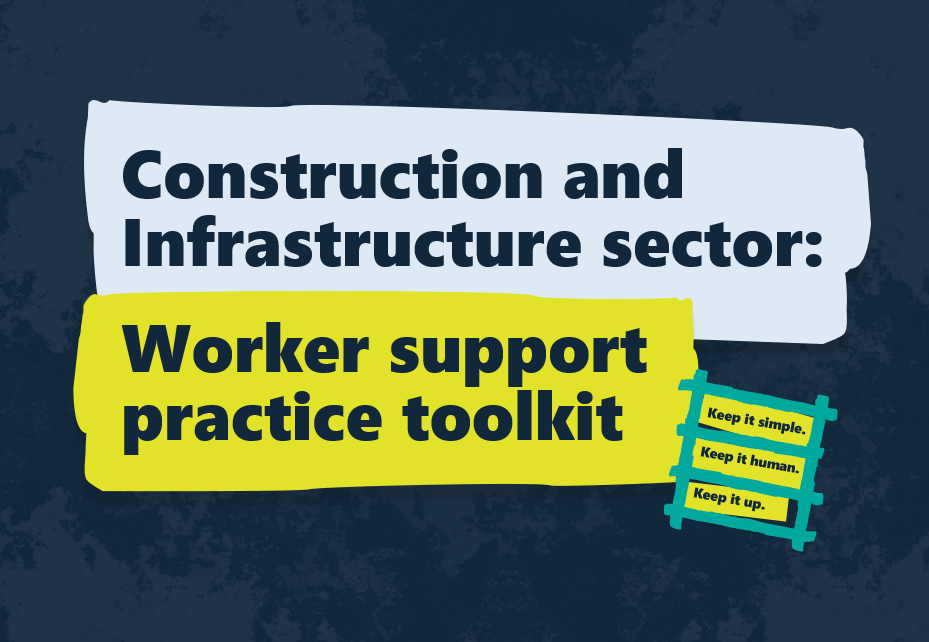 Construction and
Infrastructure sector:
Worker support
practice toolkit
Keep it simple.
Keep it human.
Keep it up.